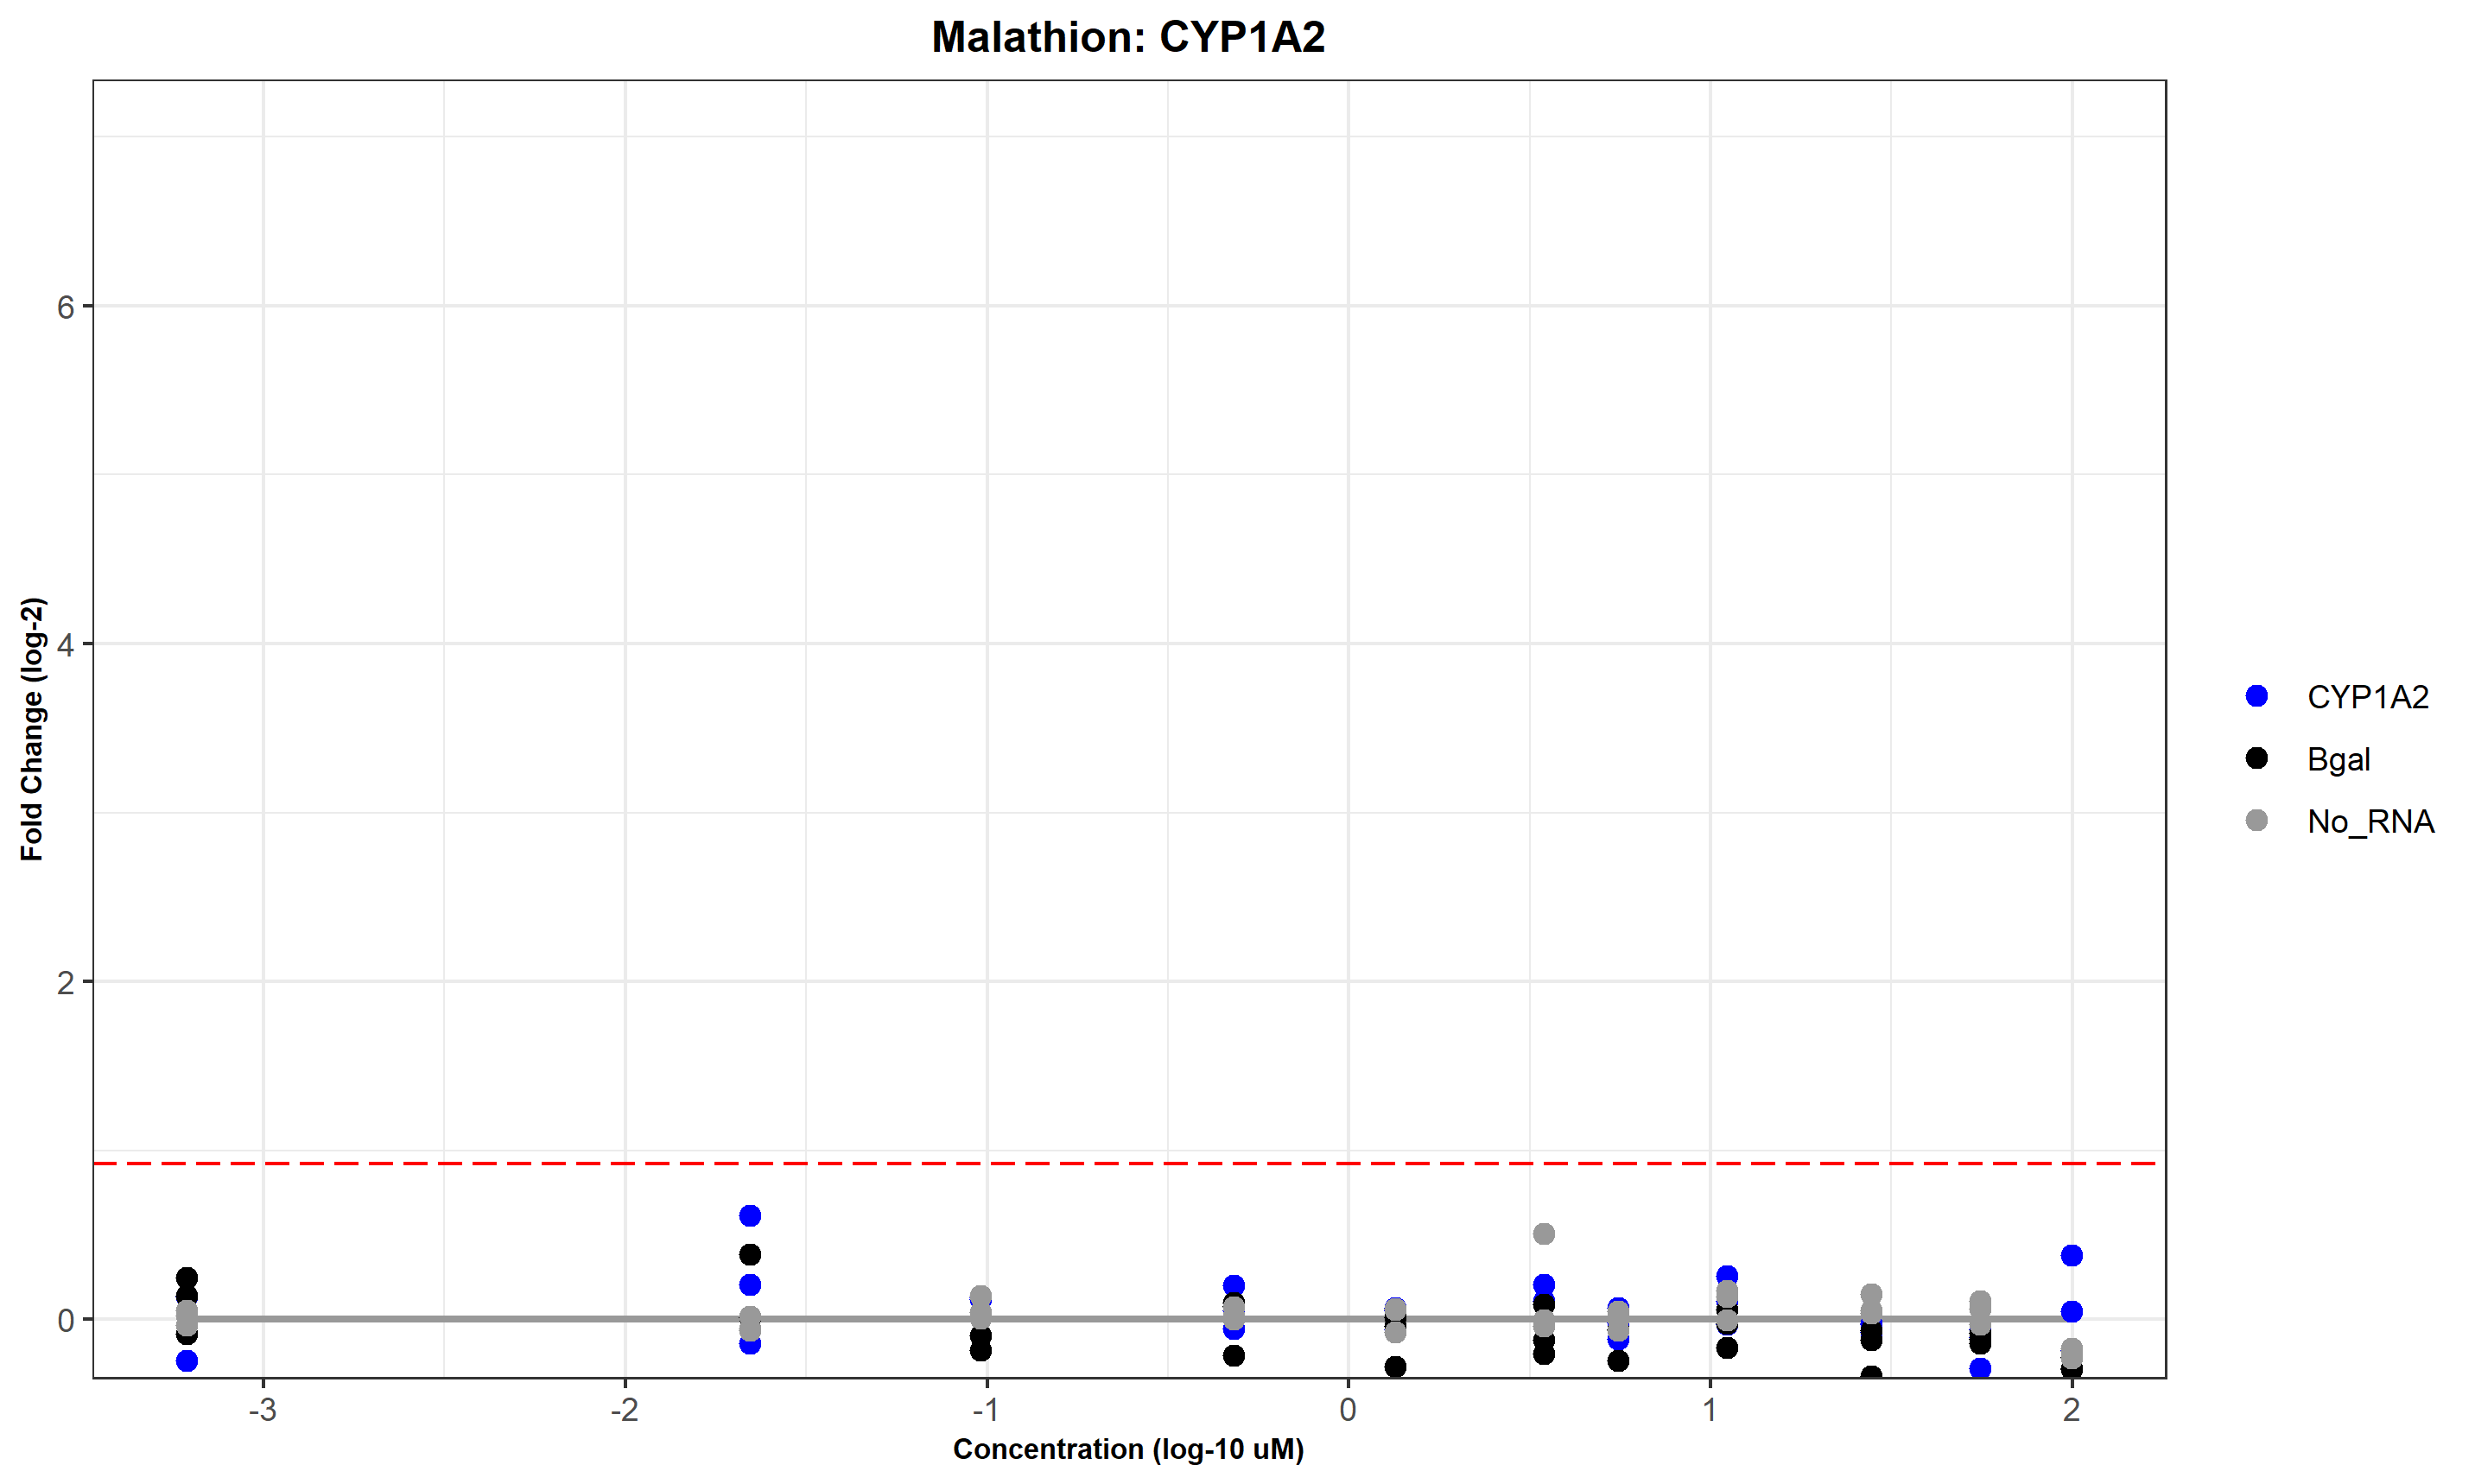 Malathion: CYP1A2
Fold Change (log-2)
6
4
2
0
-3 -2 -1 0 1 2
Concentration (log-10 uM)
CYP1A2
Bgal
No_RNA